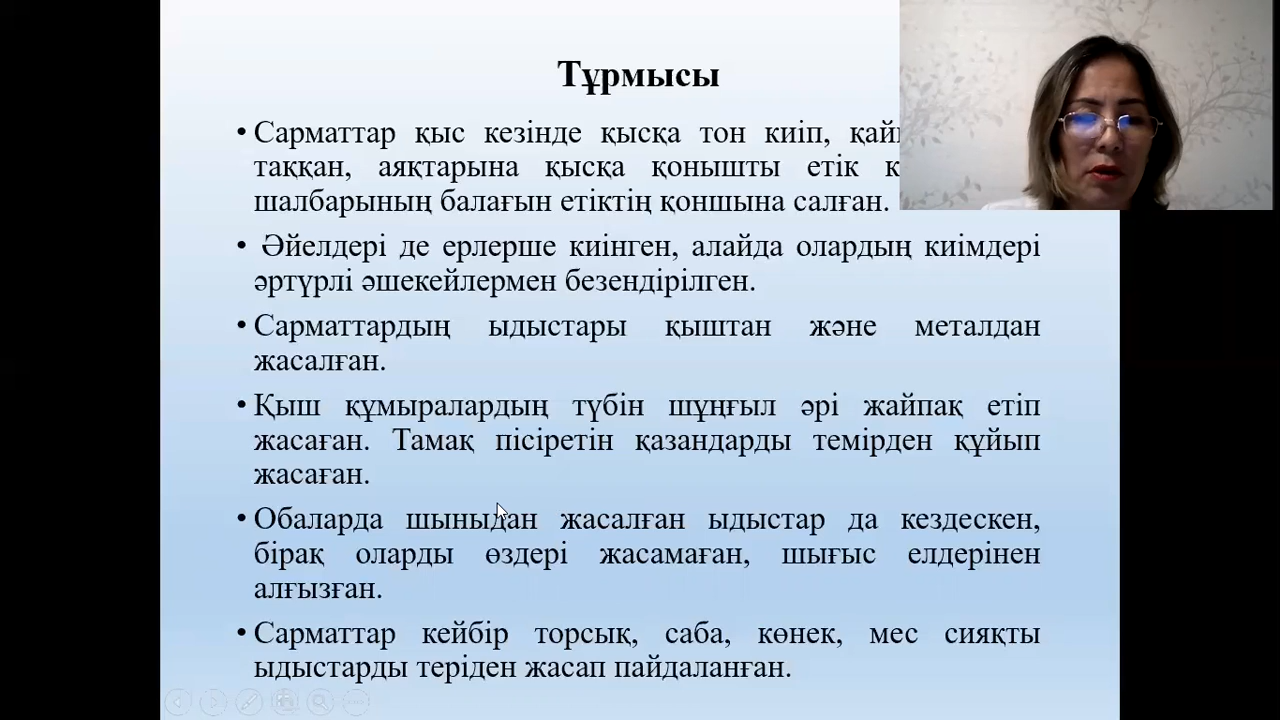 Тұрмысы
• Сарматтар қыс кезінде қысқа тон киіп,
таққан, аяқтарына қысқа қонышты етік
шалбарының балағын етіктің қоншына салған.
• Әйелдері де ерлерше киінген, алайда олардың киімдері
әртүрлі әшекейлермен безендірілген.
• Сарматтардың ыдыстары қыштан және металдан
жасалған.
• Қыш құмыралардың түбін шұңғыл әрі жайпақ етіп
жасаған. Тамақ пісіретін қазандарды темірден құйып
жасаған.
• Обаларда шыныдан жасалған ыдыстар да кездескен,
бірақ оларды өздері жасамаған, шығыс елдерінен
алғызған.
• Сарматтар кейбір торсық, саба, көнек, мес сияқты
ыдыстарды теріден жасап пайдаланған.